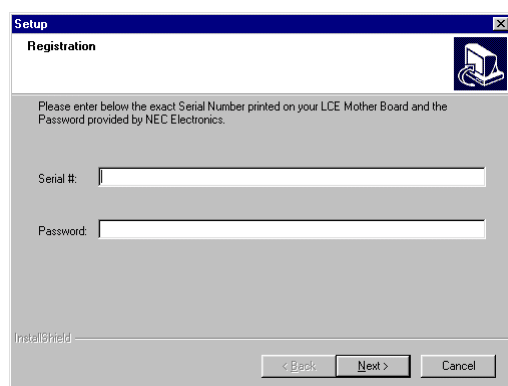 Setup
Registration
Please enter below the exact Serial Number printed on your LCE Mother Board and the
Password provided by NEC Electronics.
Serial #:
Password:
InstallShield
< Back
Next >
Cancel